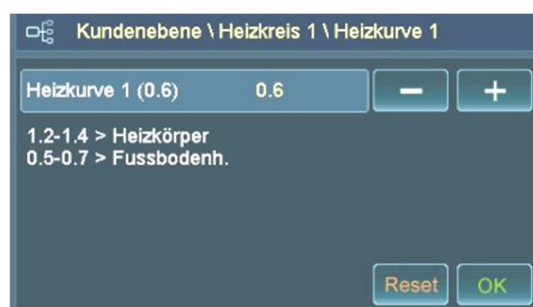 Kundenebene \ Heizkreis 1 \ Heizkurve 1
Heizkurve 1 (0.6) 0.6 − +
1.2-1.4 > Heizkörper
0.5-0.7 > Fussbodenh.
Reset OK